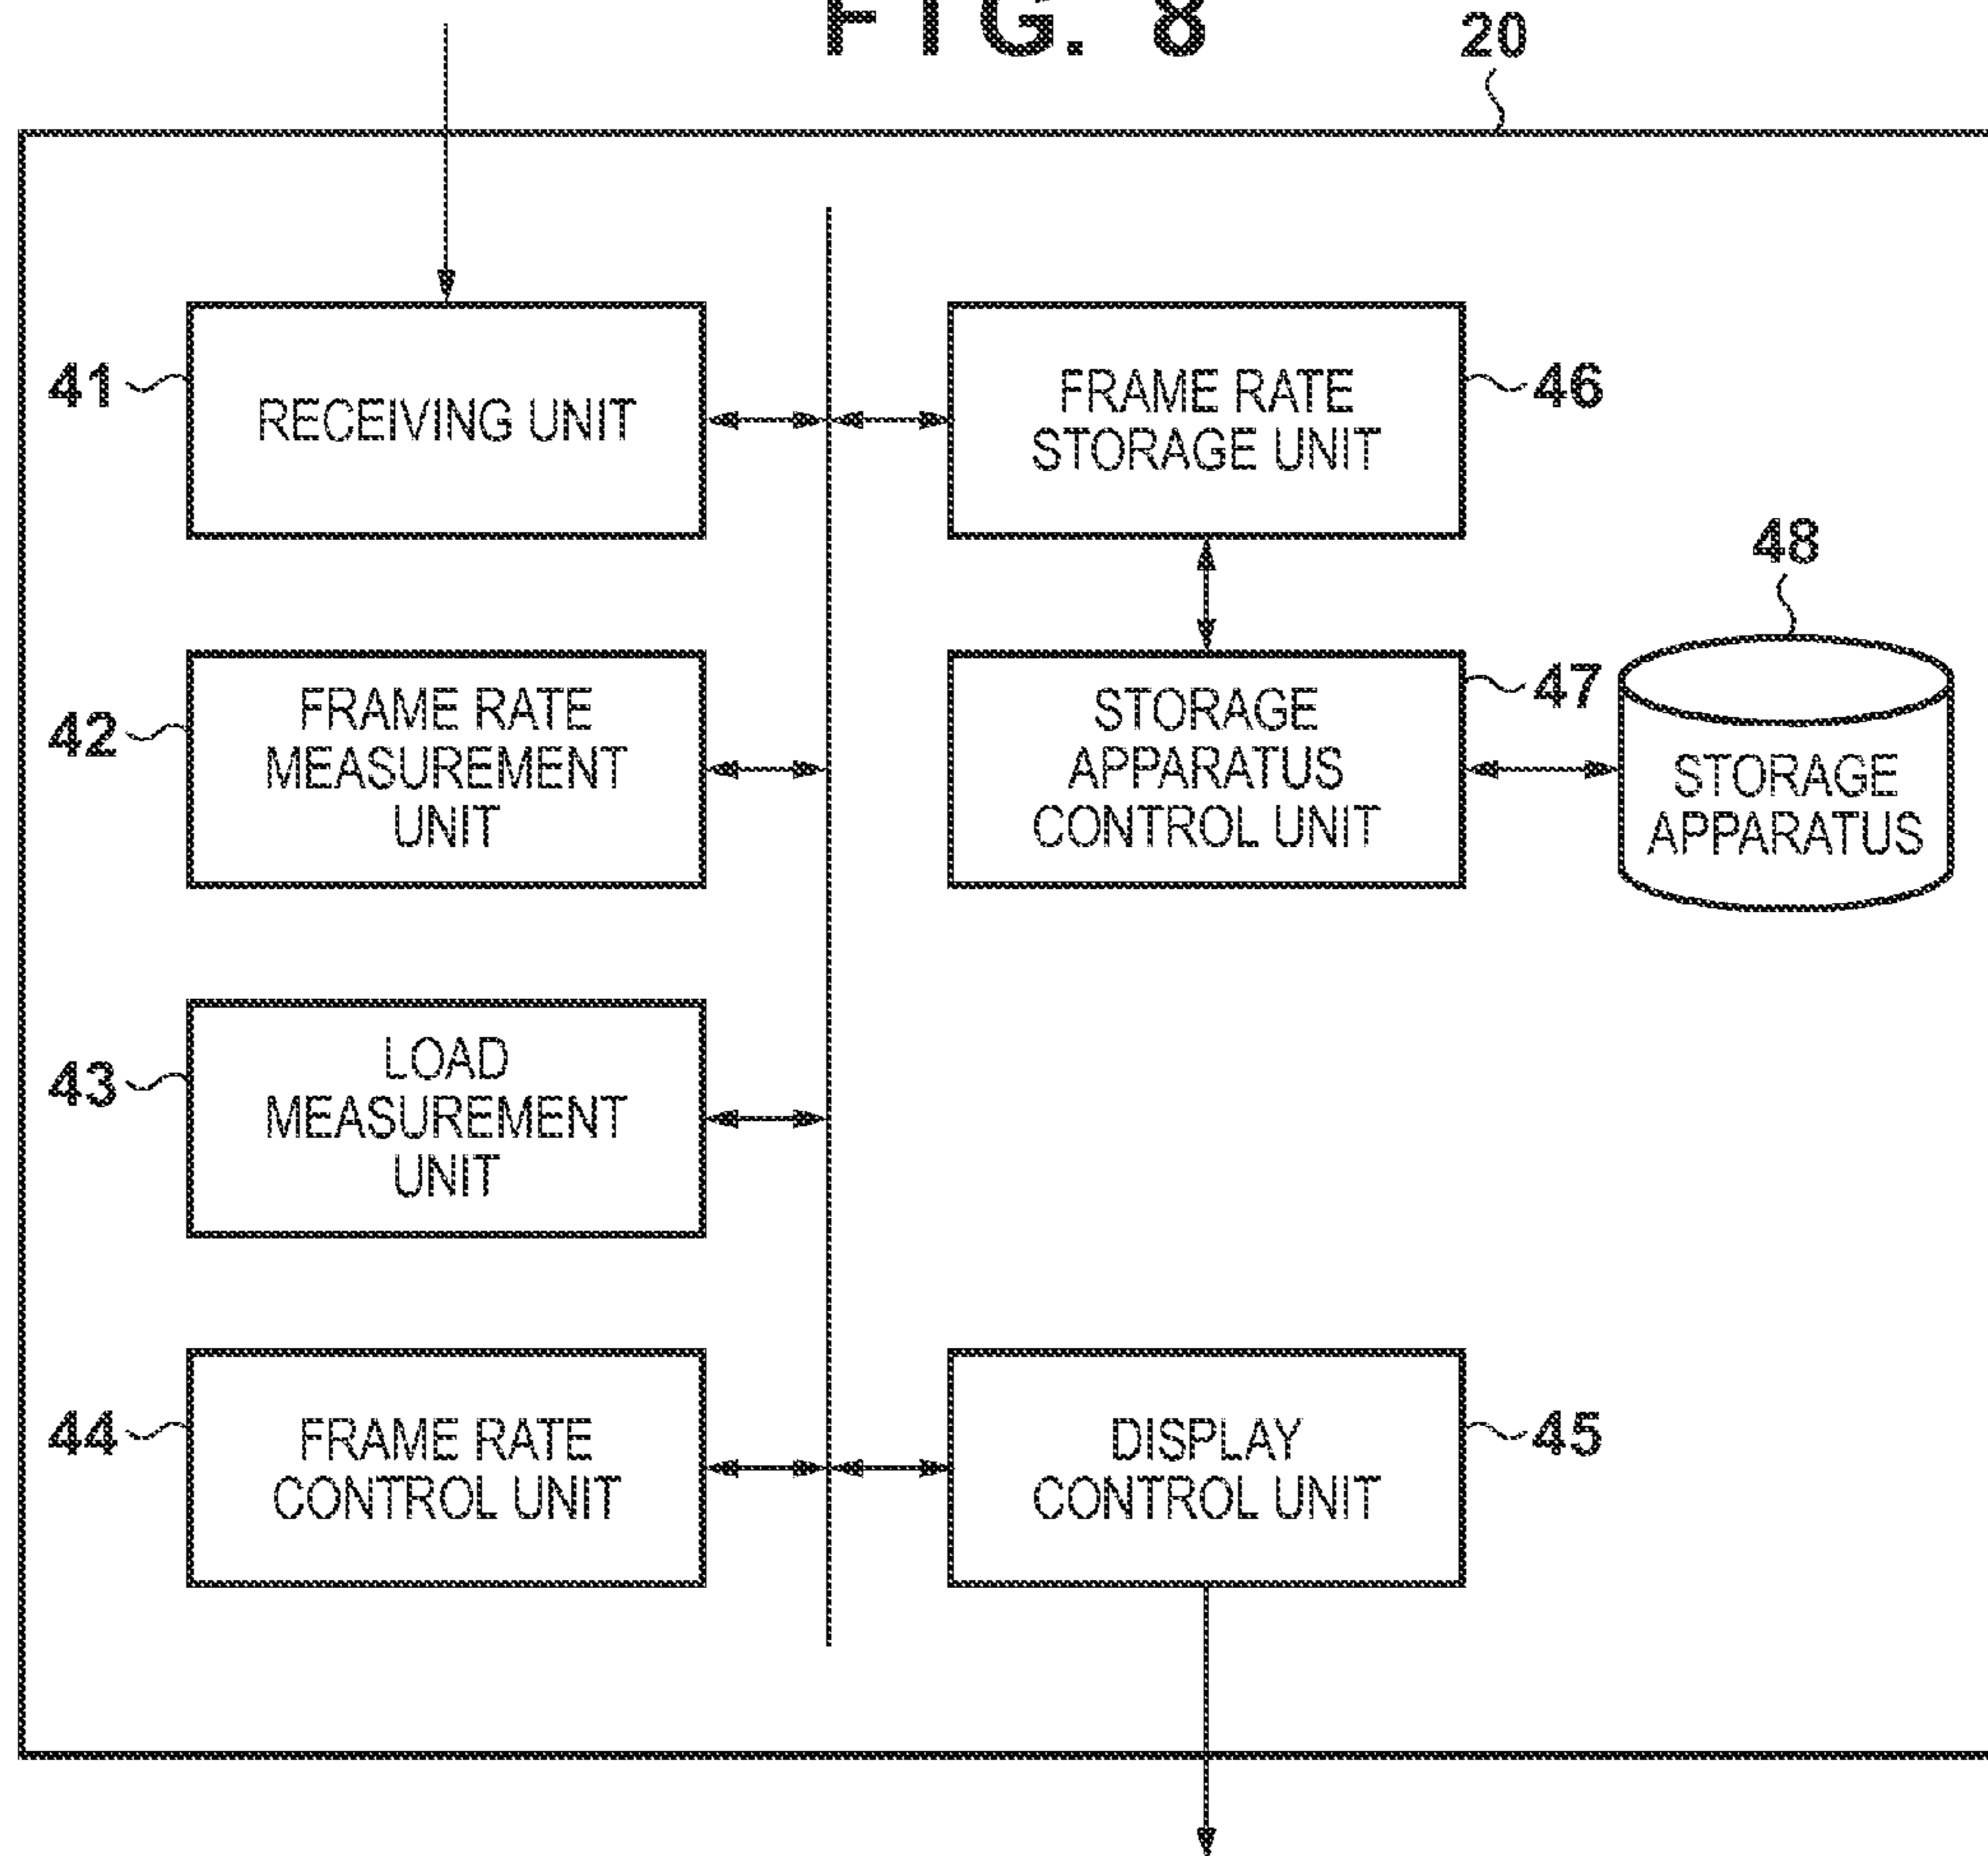 FIG. 8
20
41
RECEIVING UNIT
FRAME RATE
STORAGE UNIT
46
48
42
FRAME RATE
MEASUREMENT
UNIT
STORAGE
APPARATUS
CONTROL UNIT
47
STORAGE
APPARATUS
43
LOAD
MEASUREMENT
UNIT
44
FRAME RATE
CONTROL UNIT
DISPLAY
CONTROL UNIT
45